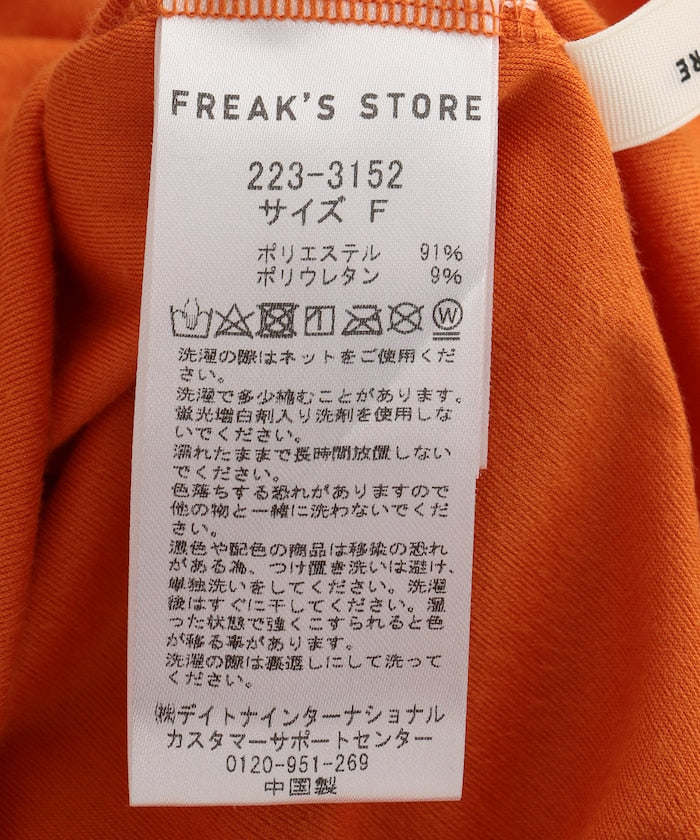 FREAK'S STORE
223-3152
サイズ F
ポリエステル 91%
ポリウレタン 9%
W
洗濯の際はネットをご使用くだ
さい。
洗濯で多少縮むことがあります。
蛍光増白剤入り洗剤を使用しな
いでください。
濡れたままで長時間放置しない
でください。
色落ちする恐れがありますので
他の物と一緒に洗わないでくだ
さい。
濃色や配色の商品は移染の恐れ
がある為、つけ置き洗いは避け、
単独洗いをしてください。洗濯
後はすぐに干してください。湿
った状態で強くこすられると色
が移る事があります。
洗濯の際は裏返しにして洗って
ください。
㈱デイトナインターナショナル
カスタマーサポートセンター
0120-951-269
中国製
RE